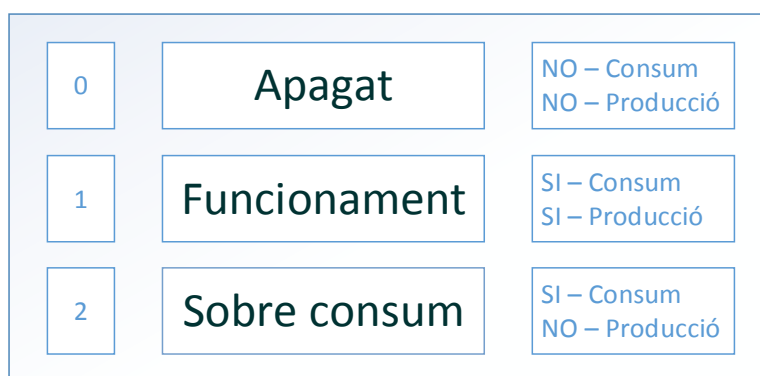 0
Apagat
NO – Consum
NO – Producció
1
Funcionament
SI – Consum
SI – Producció
2
Sobre consum
SI – Consum
NO – Producció